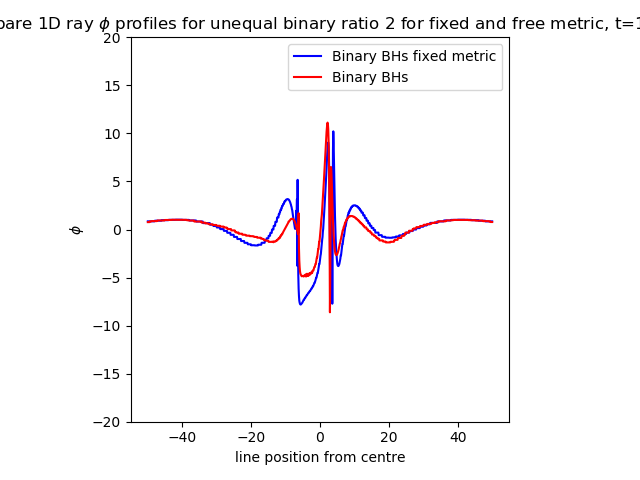 pare 1D ray ϕ profiles for unequal binary ratio 2 for fixed and free metric, t=1
Binary BHs fixed metric
Binary BHs
20
15
10
5
0
−5
−10
−15
−20
ϕ
−40 −20 0 20 40
line position from centre